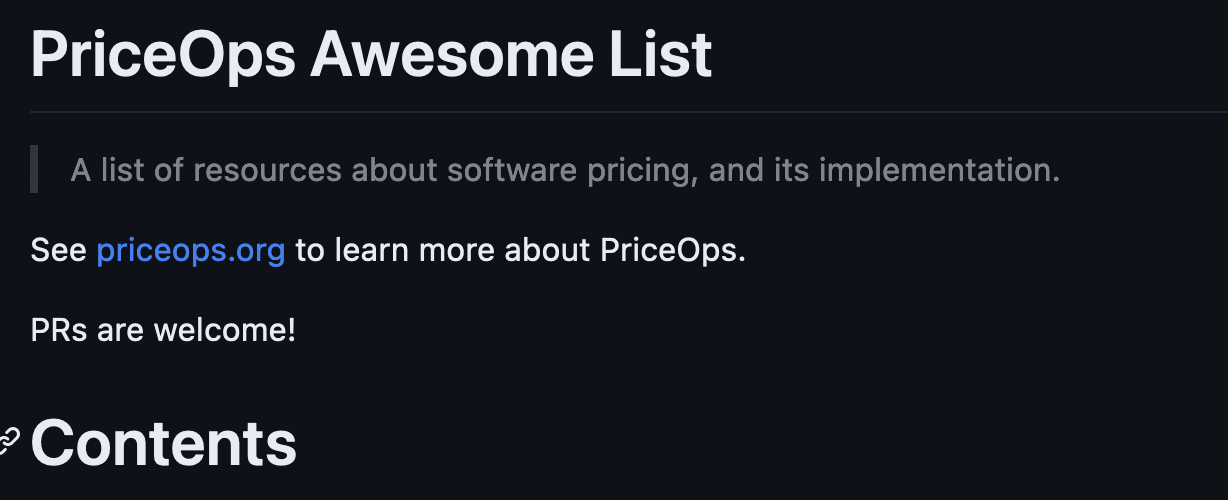 PriceOps Awesome List
A list of resources about software pricing, and its implementation.
See priceops.org to learn more about PriceOps.
PRs are welcome!
Contents